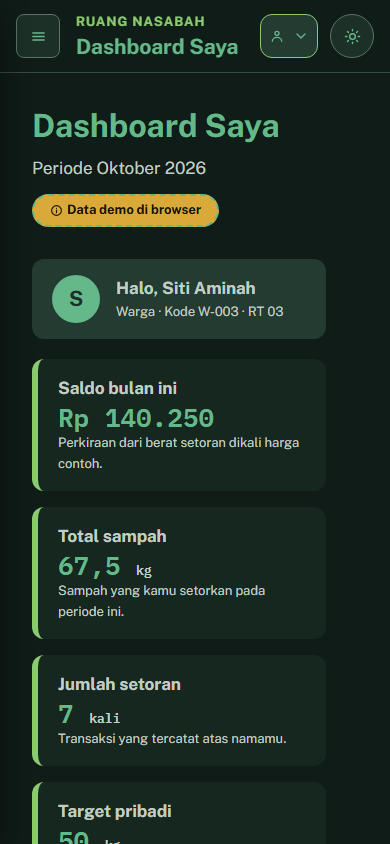 RUANG NASABAH
Dashboard Saya
Dashboard Saya
Periode Oktober 2026
Data demo di browser
S
Halo, Siti Aminah
Warga · Kode W-003 · RT 03
Saldo bulan ini
Rp 140.250
Perkiraan dari berat setoran dikali harga
contoh.
Total sampah
67,5 kg
Sampah yang kamu setorkan pada
periode ini.
Jumlah setoran
7 kali
Transaksi yang tercatat atas namamu.
Target pribadi
50 kg